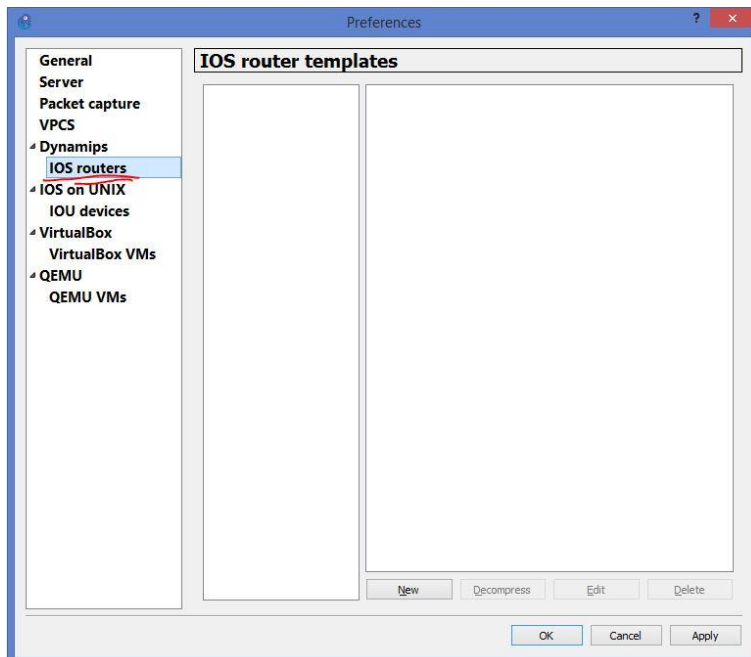 Preferences
?
×
General
Server
Packet capture
VPCS
Dynamips
IOS routers
IOS on UNIX
IOU devices
VirtualBox
VirtualBox VMs
QEMU
QEMU VMs
IOS router templates
New
Decompress
Edit
Delete
OK
Cancel
Apply